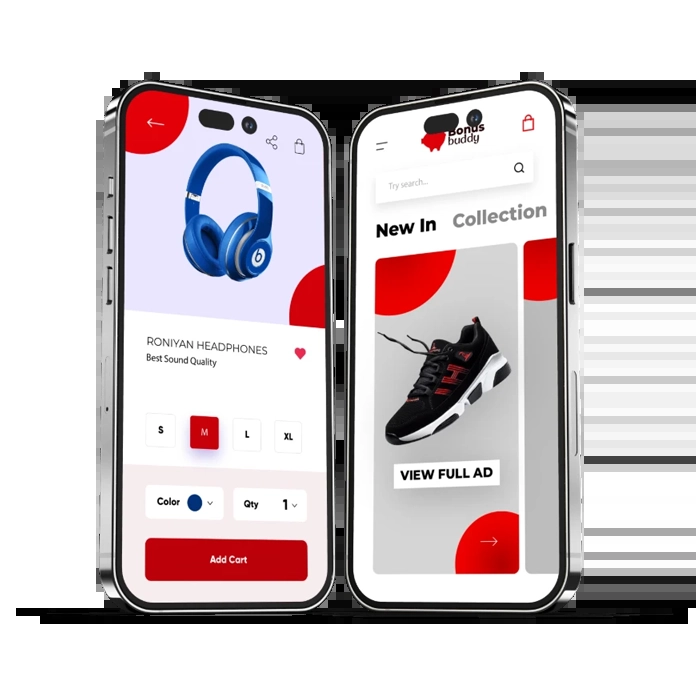 RONIYAN HEADPHONES
Best Sound Quality
S
M
L
XL
Color
Qty
1
Add Cart
Bonus
buddy
Try search...
New In
Collection
VIEW FULL AD
b